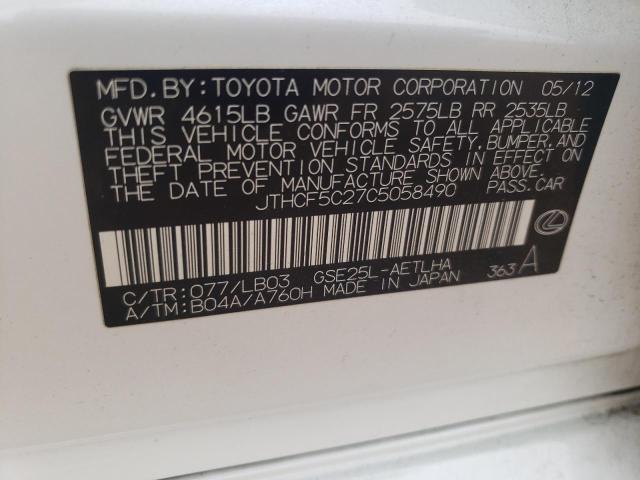 MFD.BY:TOYOTA MOTOR CORPORATION 05/12
GVWR 4615LB GAWR FR 2575LB RR 2535LB
THIS VEHICLE CONFORMS TO ALL APPLICABLE
FEDERAL MOTOR VEHICLE SAFETY,BUMPER,AND
THEFT PREVENTION STANDARDS IN EFFECT ON
THE DATE OF MANUFACTURE SHOWN ABOVE.
JTHCF5C27C5058490 PASS.CAR
C/TR:077/LB03 GSE25L-AETLHA
A/TM:B04A/A760H MADE IN JAPAN 363 A